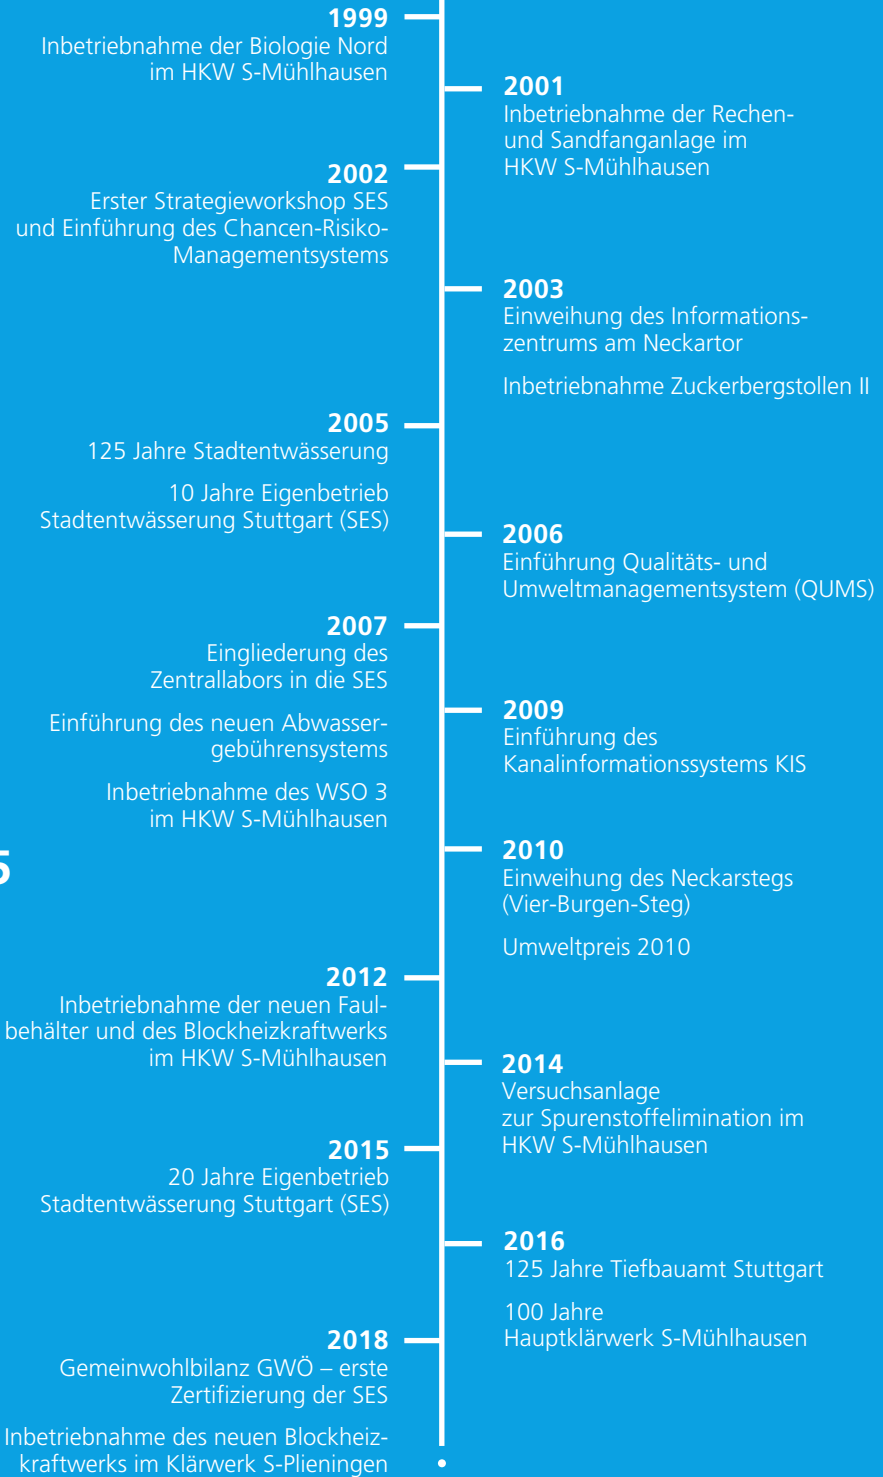 1999
Inbetriebnahme der Biologie Nord
im HKW S-Mühlhausen
2001
Inbetriebnahme der Rechen-
und Sandfanganlage im
HKW S-Mühlhausen
2002
Erster Strategieworkshop SES
und Einführung des Chancen-Risiko-
Managementsystems
2003
Einweihung des Informations-
zentrums am Neckartor
Inbetriebnahme Zuckerbergstollen II
2005
125 Jahre Stadtentwässerung
10 Jahre Eigenbetrieb
Stadtentwässerung Stuttgart (SES)
2006
Einführung Qualitäts- und
Umweltmanagementsystem (QUMS)
2007
Eingliederung des
Zentrallabors in die SES
Einführung des neuen Abwasser-
gebührensystems
Inbetriebnahme des WSO 3
im HKW S-Mühlhausen
2009
Einführung des
Kanalinformationssystems KIS
5
2010
Einweihung des Neckarstegs
(Vier-Burgen-Steg)
Umweltpreis 2010
2012
Inbetriebnahme der neuen Faul-
behälter und des Blockheizkraftwerks
im HKW S-Mühlhausen
2014
Versuchsanlage
zur Spurenstoffelimination im
HKW S-Mühlhausen
2015
20 Jahre Eigenbetrieb
Stadtentwässerung Stuttgart (SES)
2016
125 Jahre Tiefbauamt Stuttgart
100 Jahre
Hauptklärwerk S-Mühlhausen
2018
Gemeinwohlbilanz GWÖ – erste
Zertifizierung der SES
Inbetriebnahme des neuen Blockheiz-
kraftwerks im Klärwerk S-Plieningen